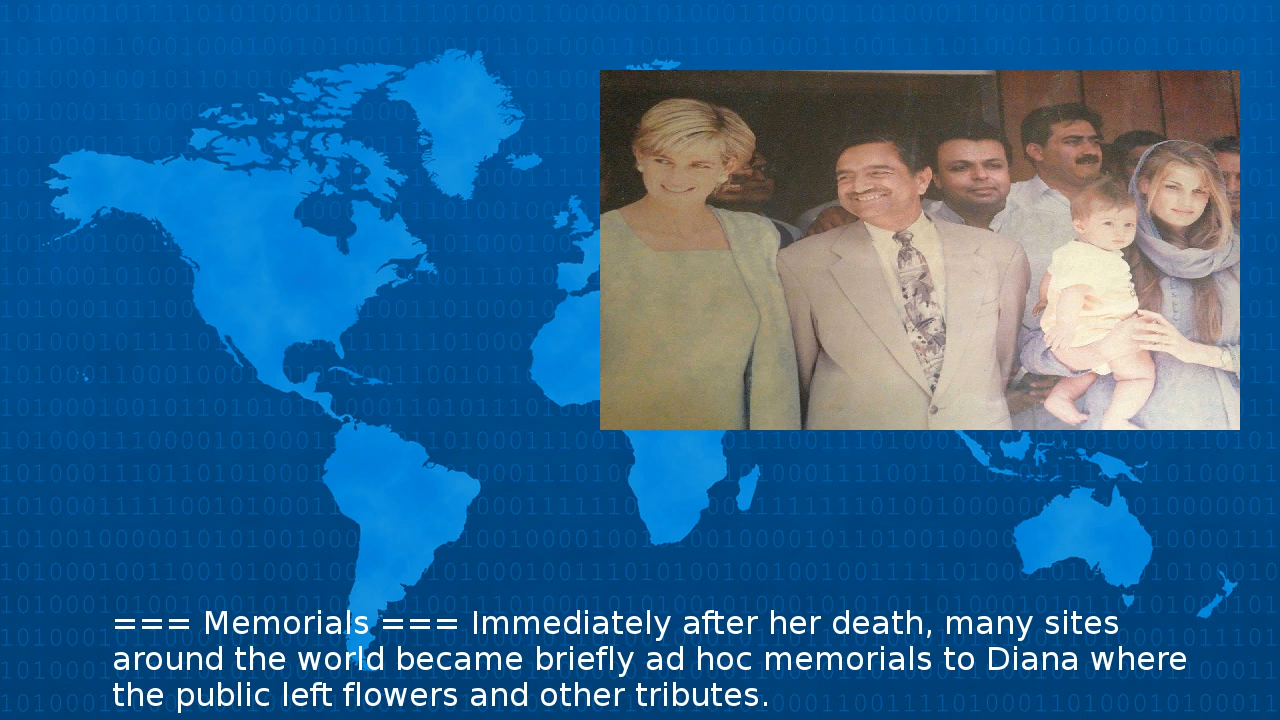 === Memorials === Immediately after her death, many sites
around the world became briefly ad hoc memorials to Diana where
the public left flowers and other tributes.